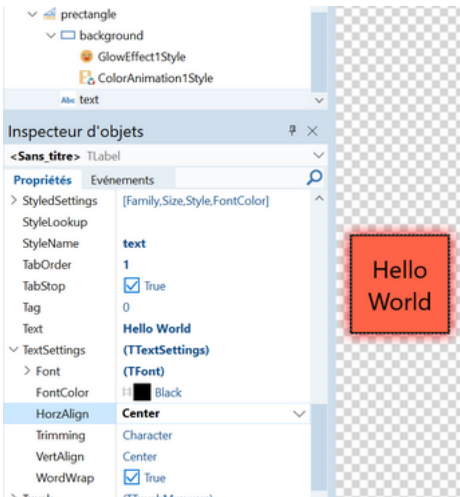 prectangle
background
GlowEffect1Style
ColorAnimation1Style
Abc text
Inspecteur d'objets
<Sans_titre> TLabel
Propriétés Evénements
StyledSettings [Family,Size,Style,FontColor]
StyleLookup
StyleName text
TabOrder 1
TabStop True
Tag 0
Text Hello World
TextSettings (TTextSettings)
Font (TFont)
FontColor Black
HorzAlign Center
Trimming Character
VertAlign Center
WordWrap True
Hello
World